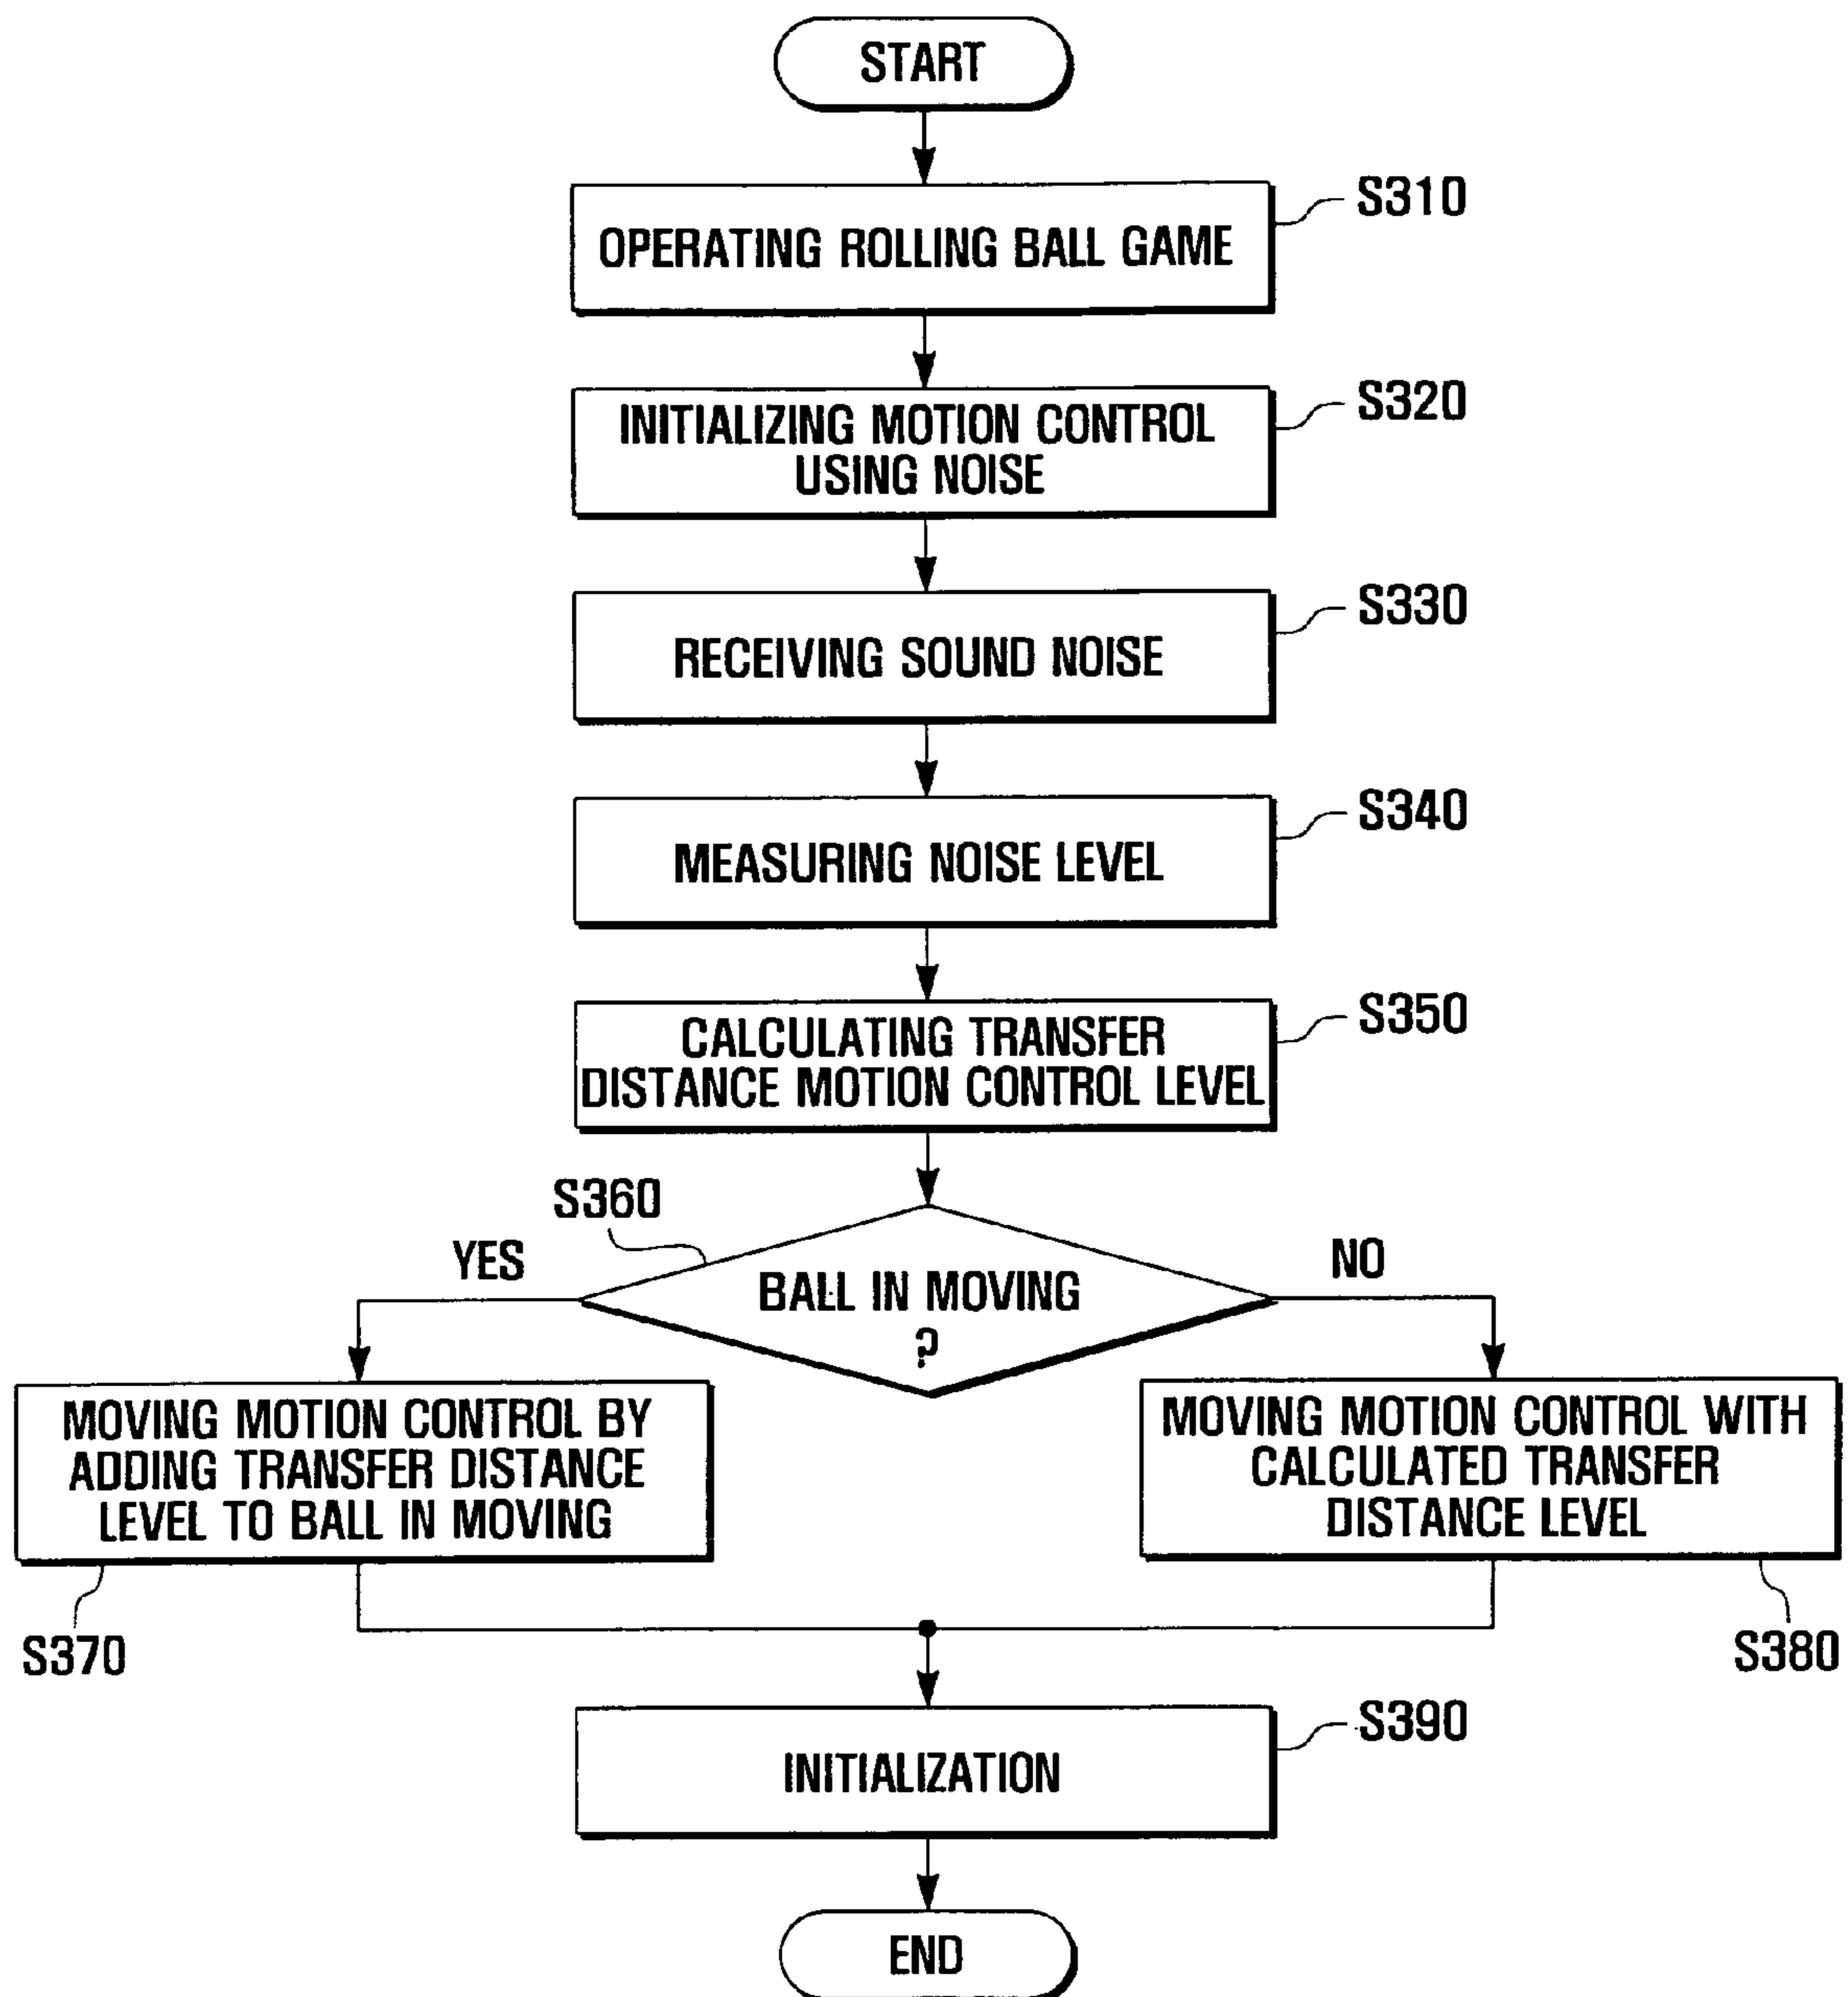 START
S310
OPERATING ROLLING BALL GAME
S320
INITIALIZING MOTION CONTROL
USING NOISE
S330
RECEIVING SOUND NOISE
S340
MEASURING NOISE LEVEL
S350
CALCULATING TRANSFER
DISTANCE MOTION CONTROL LEVEL
S360
YES
NO
BALL IN MOVING
?
MOVING MOTION CONTROL BY
ADDING TRANSFER DISTANCE
LEVEL TO BALL IN MOVING
MOVING MOTION CONTROL WITH
CALCULATED TRANSFER
DISTANCE LEVEL
S370
S380
S390
INITIALIZATION
END